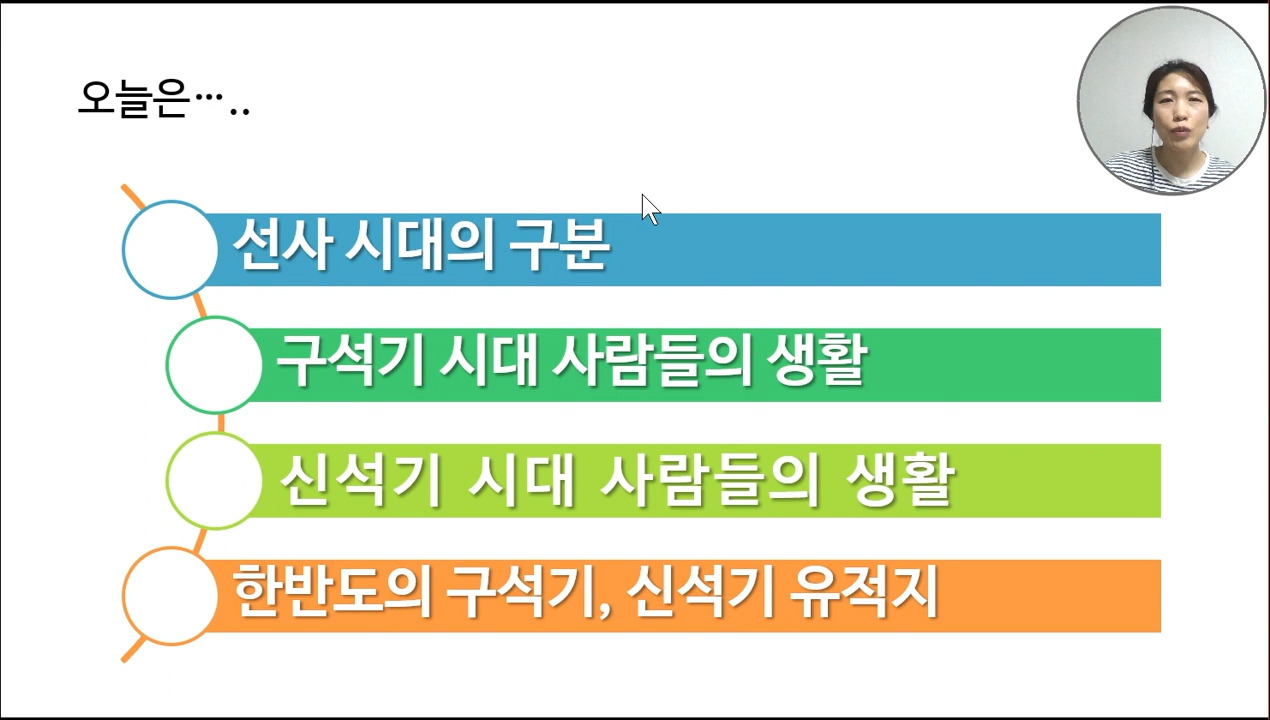 오늘은…..
선사 시대의 구분
구석기 시대 사람들의 생활
신석기 시대 사람들의 생활
한반도의 구석기, 신석기 유적지